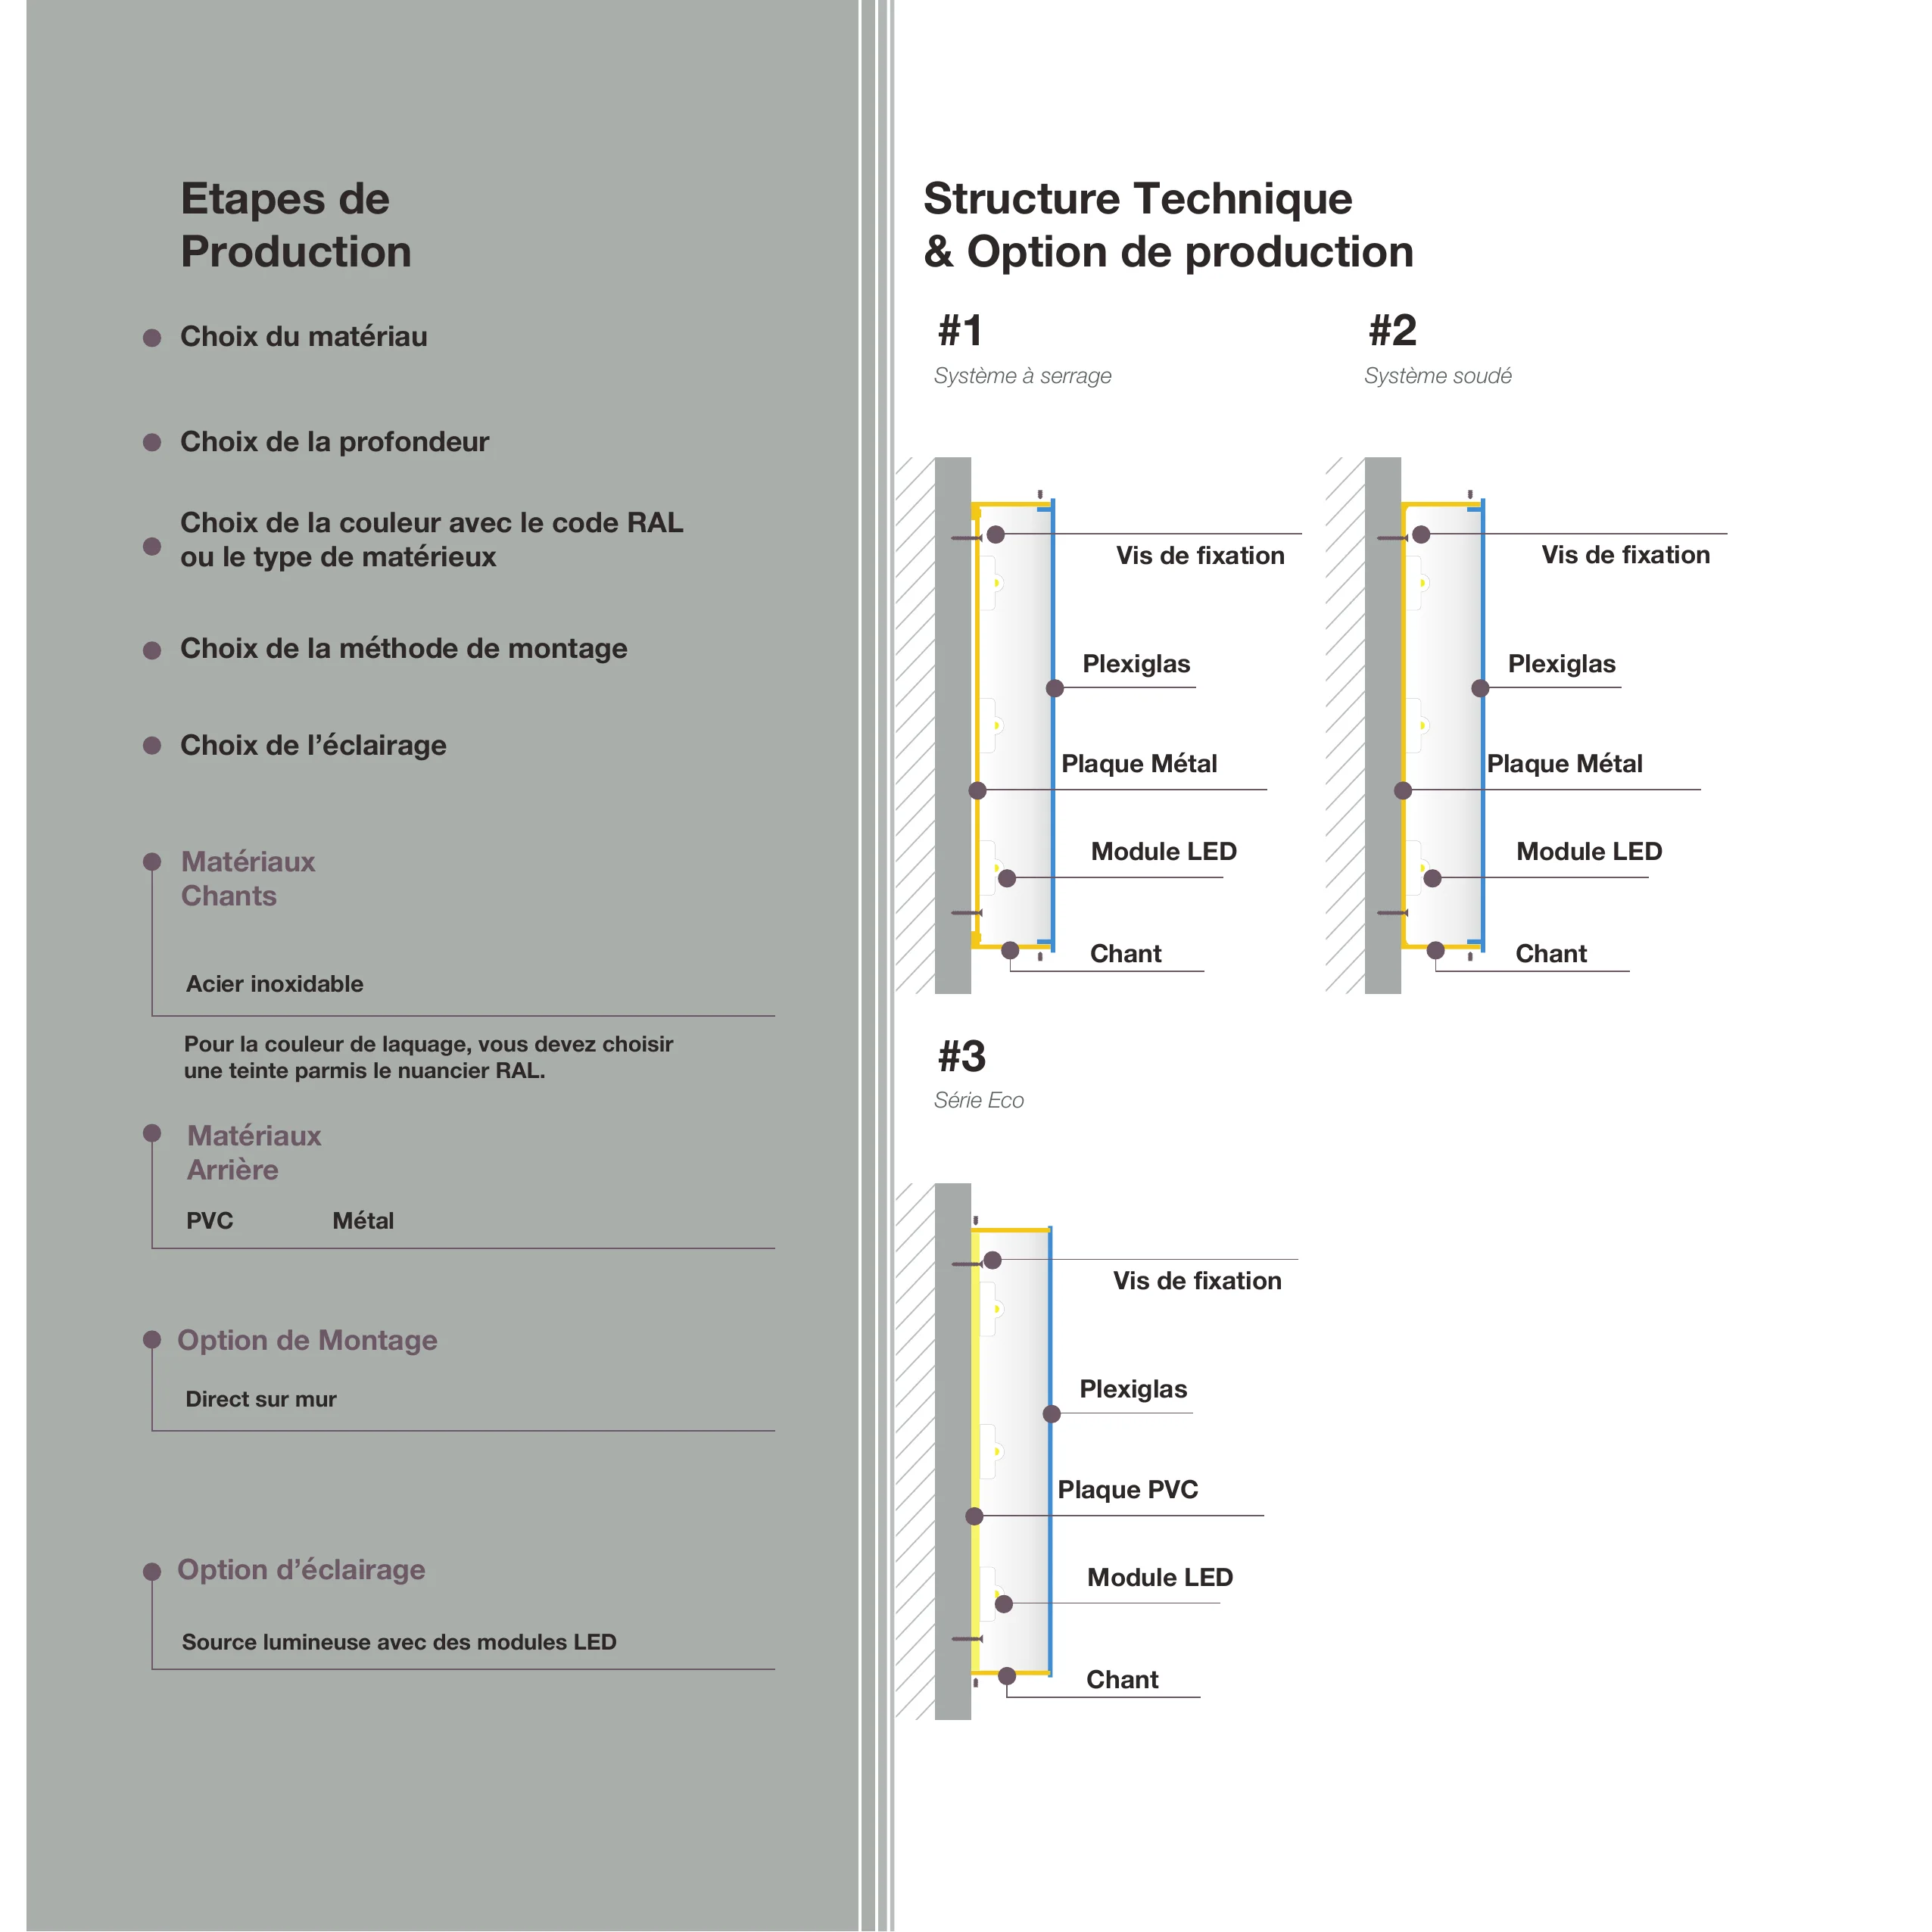 Etapes de
Production
Choix du matériau
Choix de la profondeur
Choix de la couleur avec le code RAL
ou le type de matérieux
Choix de la méthode de montage
Choix de l’éclairage
Matériaux
Chants
Acier inoxidable
Pour la couleur de laquage, vous devez choisir
une teinte parmis le nuancier RAL.
Matériaux
Arrière
PVC Métal
Option de Montage
Direct sur mur
Option d’éclairage
Source lumineuse avec des modules LED
Structure Technique
& Option de production
#1
Système à serrage
Vis de fixation
Plexiglas
Plaque Métal
Module LED
Chant
#2
Système soudé
Vis de fixation
Plexiglas
Plaque Métal
Module LED
Chant
#3
Série Eco
Vis de fixation
Plexiglas
Plaque PVC
Module LED
Chant